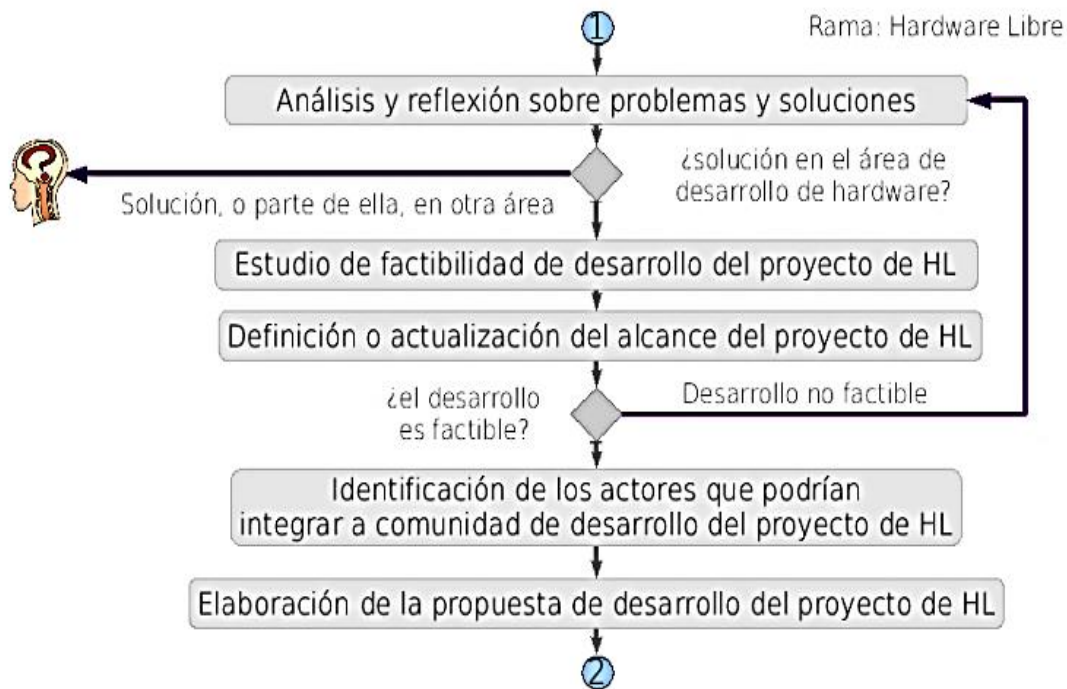 1
Rama: Hardware Libre
Análisis y reflexión sobre problemas y soluciones
¿solución en el área de
desarrollo de hardware?
Solución, o parte de ella, en otra área
Estudio de factibilidad de desarrollo del proyecto de HL
Definición o actualización del alcance del proyecto de HL
¿el desarrollo
es factible?
Desarrollo no factible
Identificación de los actores que podrían
integrar a comunidad de desarrollo del proyecto de HL
Elaboración de la propuesta de desarrollo del proyecto de HL
2